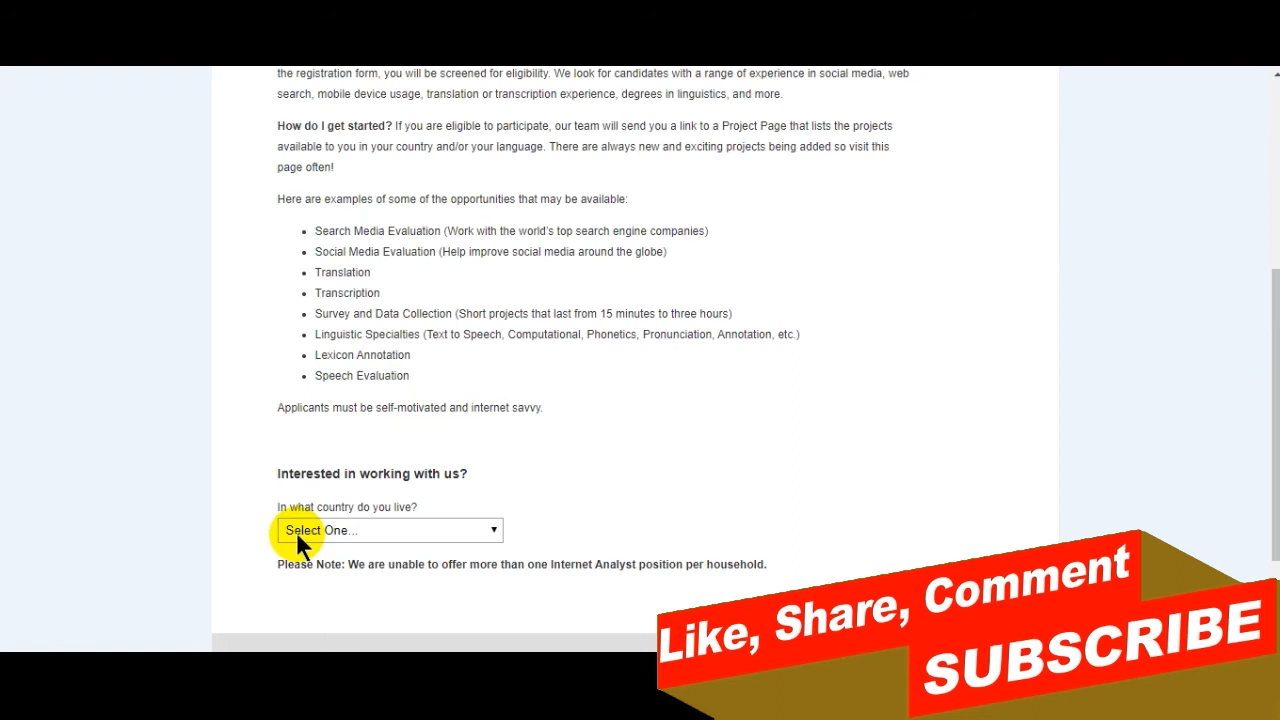 the registration form, you will be screened for eligibility. We look for candidates with a range of experience in social media, web
search, mobile device usage, translation or transcription experience, degrees in linguistics, and more.
How do I get started? If you are eligible to participate, our team will send you a link to a Project Page that lists the projects
available to you in your country and/or your language. There are always new and exciting projects being added so visit this
page often!
Here are examples of some of the opportunities that may be available:
• Search Media Evaluation (Work with the world's top search engine companies)
• Social Media Evaluation (Help improve social media around the globe)
• Translation
• Transcription
• Survey and Data Collection (Short projects that last from 15 minutes to three hours)
• Linguistic Specialties (Text to Speech, Computational, Phonetics, Pronunciation, Annotation, etc.)
• Lexicon Annotation
• Speech Evaluation
Applicants must be self-motivated and internet savvy.
Interested in working with us?
In what country do you live?
Select One...
Please Note: We are unable to offer more than one Internet Analyst position per household.
Like, Share, Comment
SUBSCRIBE